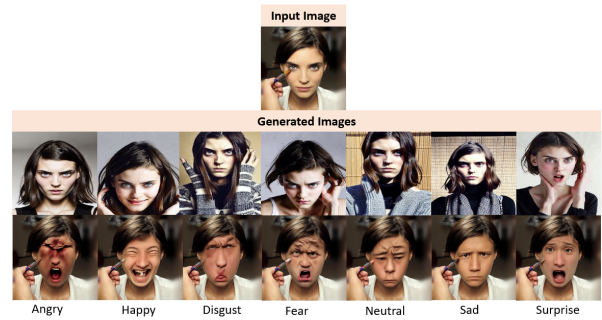 Input Image
Generated Images
Angry Happy Disgust Fear Neutral Sad Surprise